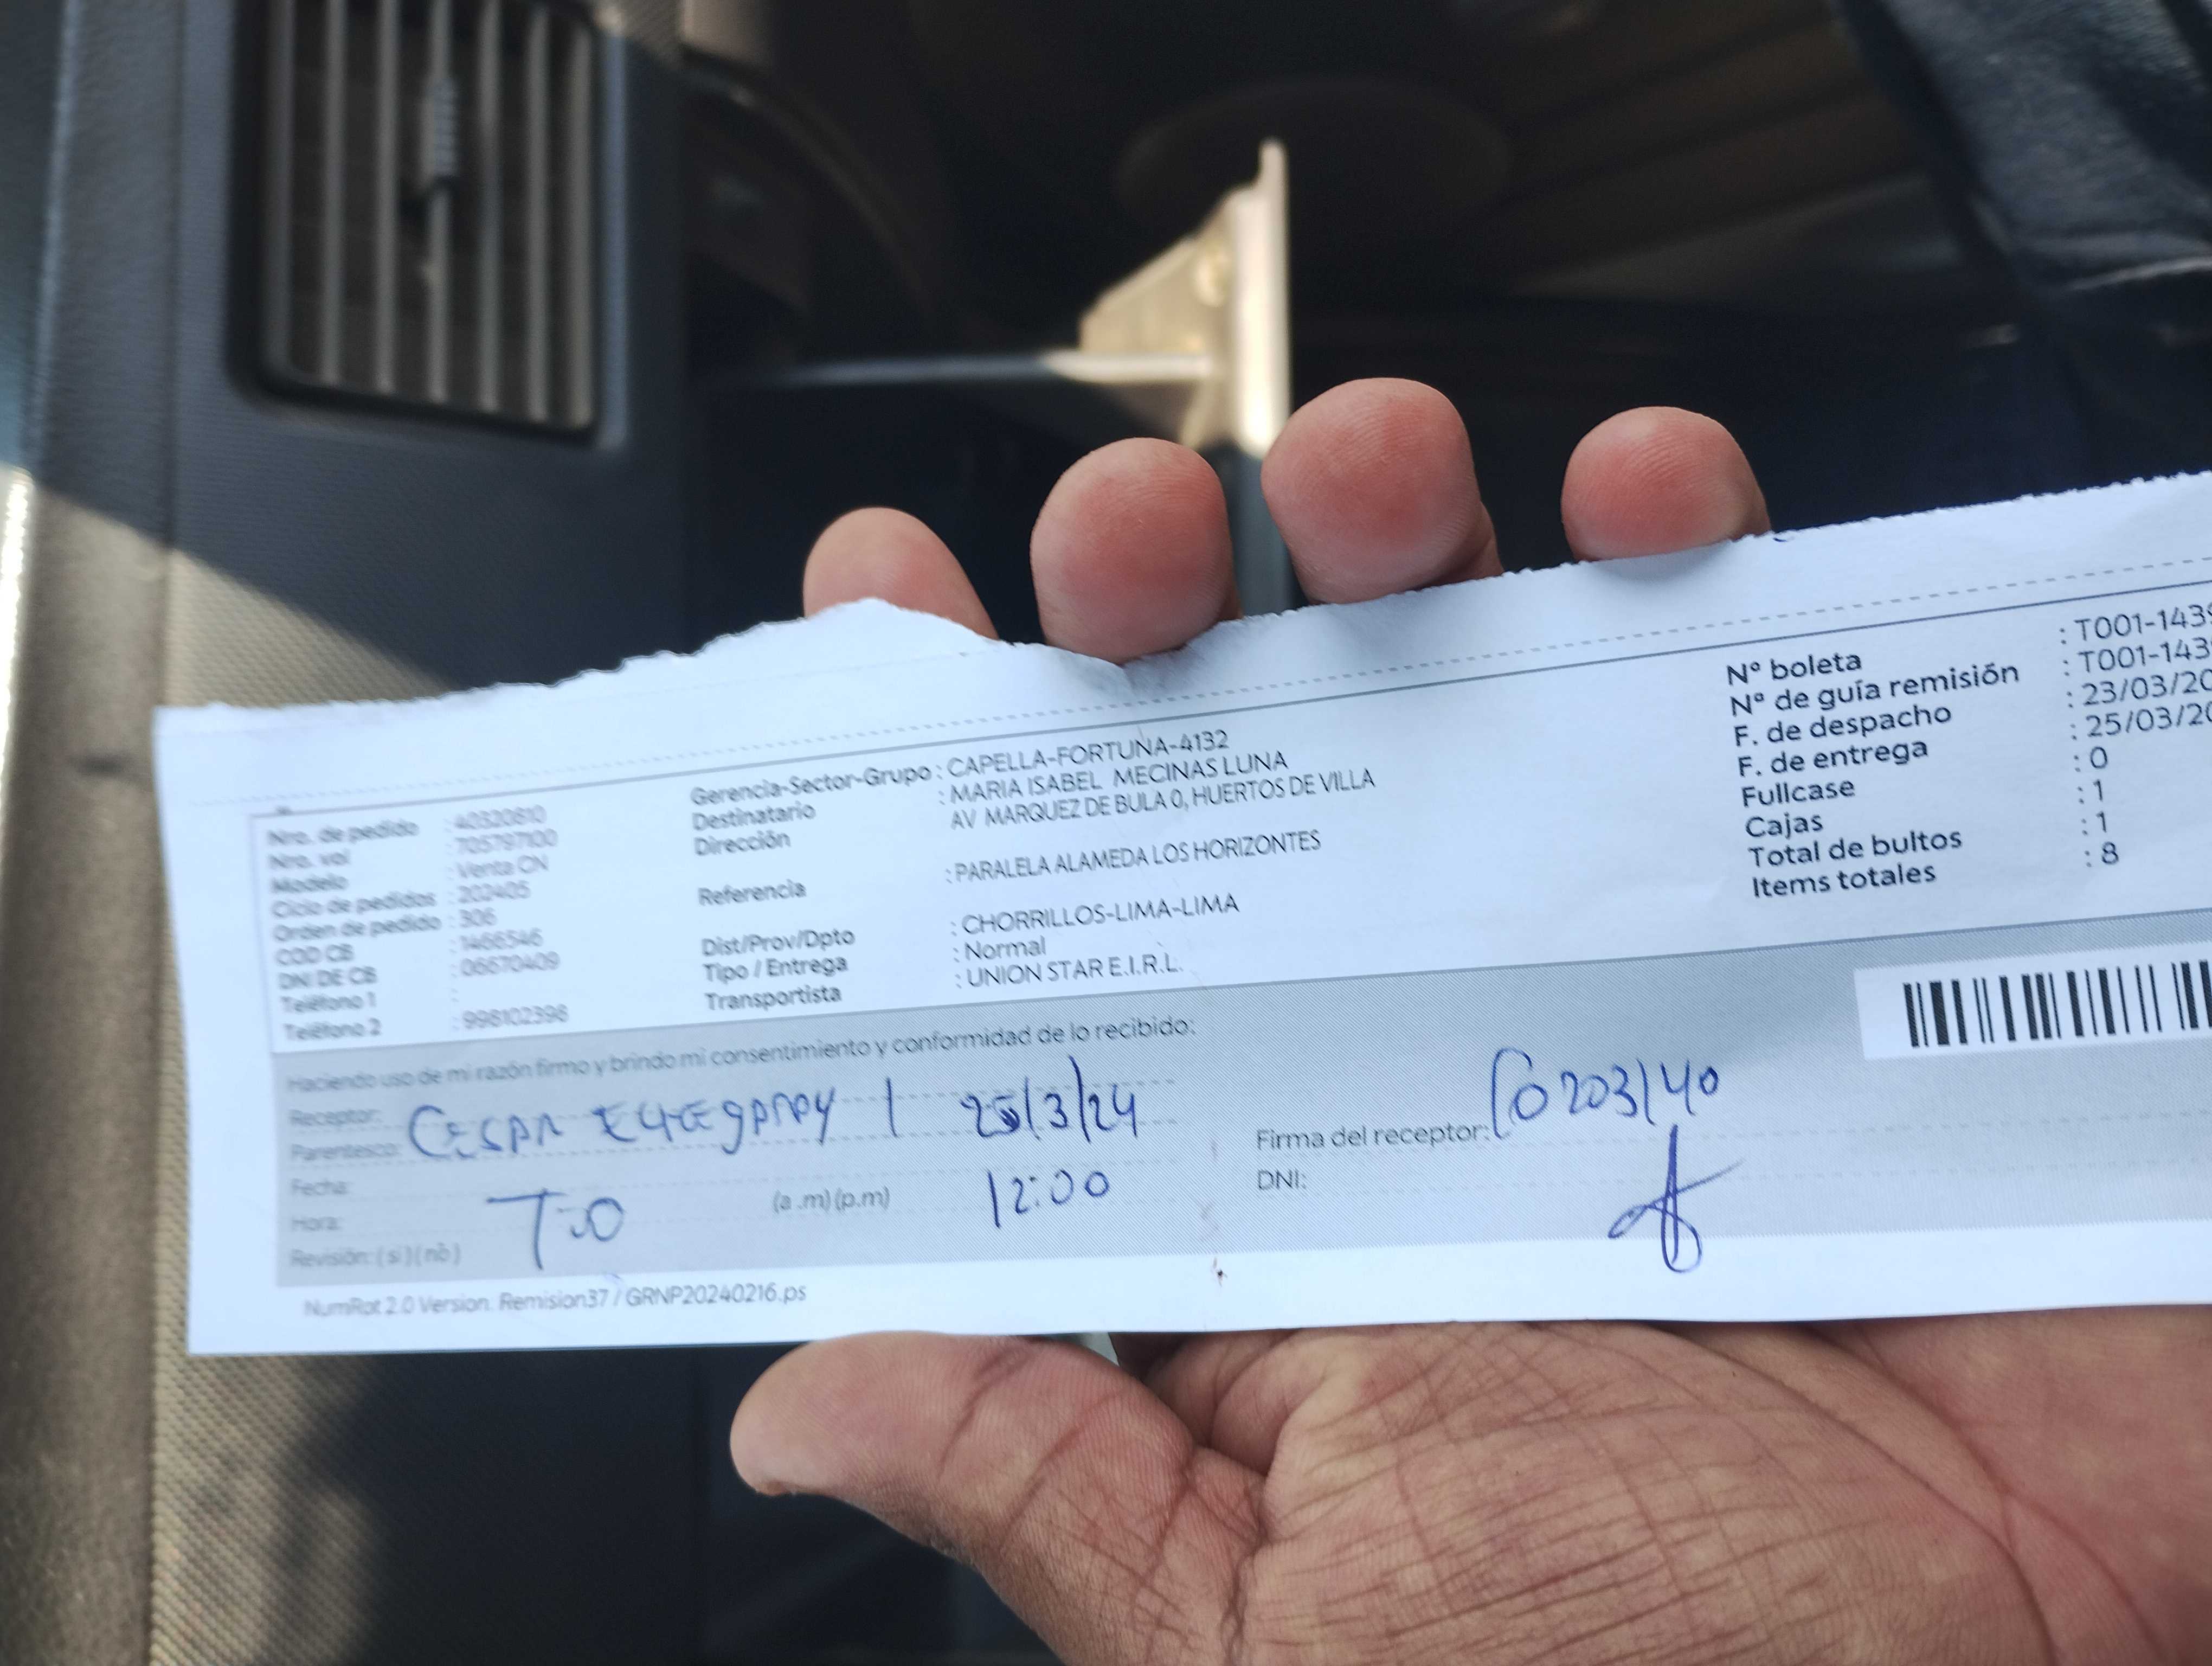 Nro. de pedido : 40320610
Nro. val : 705797100
Modelo : Venta CN
Ciclo de pedidos : 202405
Orden de pedido : 306
COD CB : 1466546
DNI DE CB : 06670409
Teléfono 1 :
Teléfono 2 : 998102398
Gerencia-Sector-Grupo : CAPELLA-FORTUNA-4132
Destinatario : MARIA ISABEL MECINAS LUNA
Dirección AV MARQUEZ DE BULA 0, HUERTOS DE VILLA
Referencia : PARALELA ALAMEDA LOS HORIZONTES
Dist/Prov/Dpto : CHORRILLOS-LIMA-LIMA
Tipo / Entrega : Normal
Transportista : UNION STAR E.I.R.L.
Nº boleta : T001-143
Nº de guía remisión : T001-143
F. de despacho : 23/03/20
F. de entrega : 25/03/20
Fullcase : 0
Cajas : 1
Total de bultos : 1
Items totales : 8
Haciendo uso de mi razón firmo y brindo mi consentimiento y conformidad de lo recibido:
Receptor:
Parentesco: 25/3/24
Fecha:
Hora: (a .m) (p.m) 12:00
Revisión: ( si ) ( no )
Firma del receptor:
DNI:
NumRot 2.0 Version: Remision37 / GRNP20240216.ps